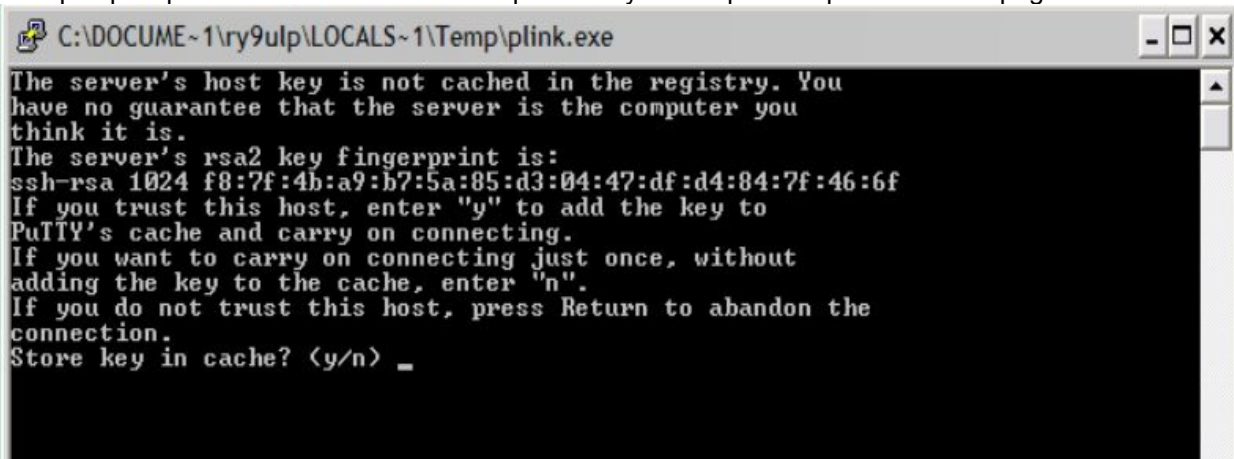 C:\DOCUME~1\ry9ulp\LOCALS~1\Temp\plink.exe
The server's host key is not cached in the registry. You
have no guarantee that the server is the computer you
think it is.
The server's rsa2 key fingerprint is:
ssh-rsa 1024 f8:7f:4b:a9:b7:5a:85:d3:04:47:df:d4:84:7f:46:6f
If you trust this host, enter "y" to add the key to
PuTTY's cache and carry on connecting.
If you want to carry on connecting just once, without
adding the key to the cache, enter "n".
If you do not trust this host, press Return to abandon the
connection.
Store key in cache? (y/n) _